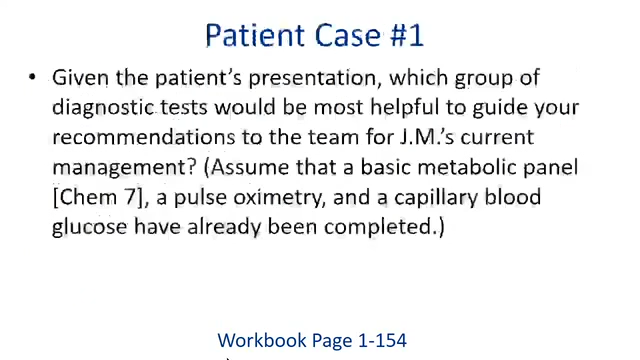 Patient Case #1
• Given the patient's presentation, which group of
diagnostic tests would be most helpful to guide your
recommendations to the team for J.M.'s current
management? (Assume that a basic metabolic panel
[Chem 7], a pulse oximetry, and a capillary blood
glucose have already been completed.)
Workbook Page 1-154